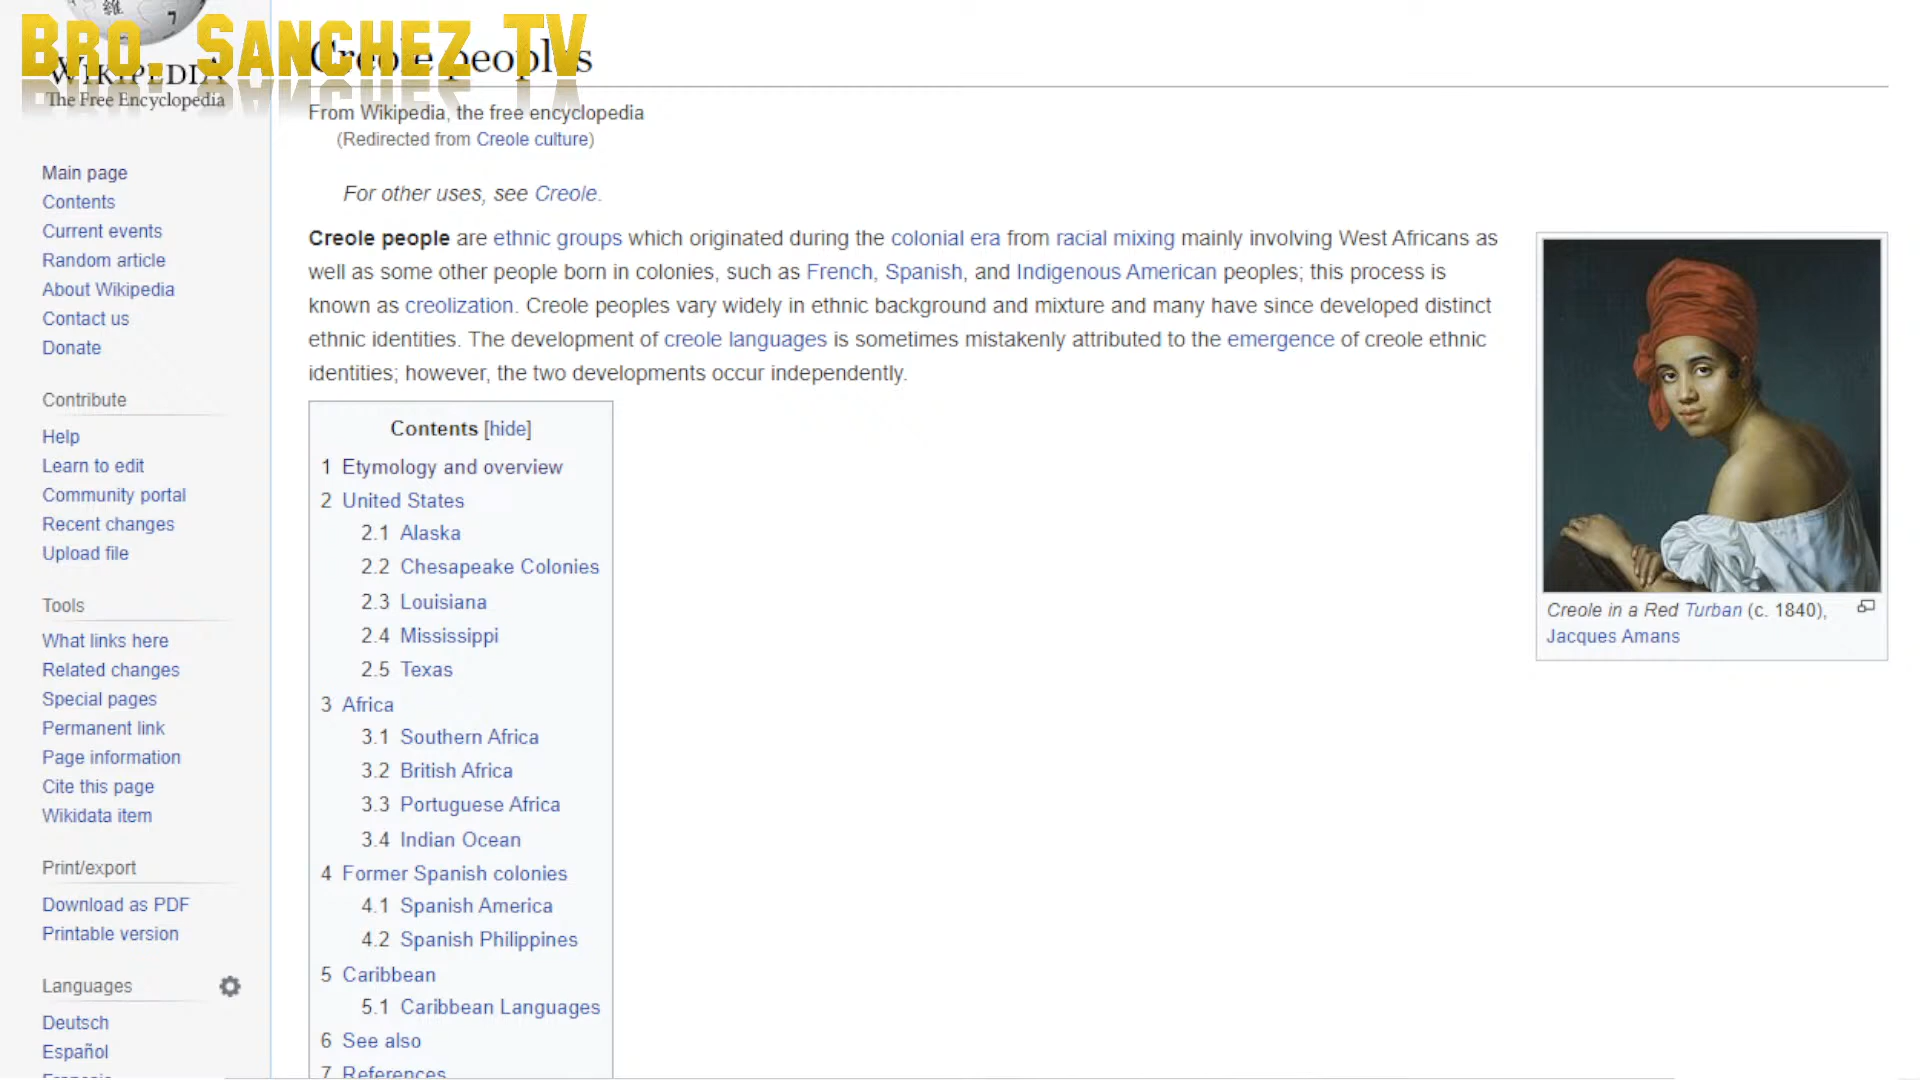 BRO. SANCHEZ TV
WIKIPEDIA
The Free Encyclopedia
Main page
Contents
Current events
Random article
About Wikipedia
Contact us
Donate
Contribute
Help
Learn to edit
Community portal
Recent changes
Upload file
Tools
What links here
Related changes
Special pages
Permanent link
Page information
Cite this page
Wikidata item
Print/export
Download as PDF
Printable version
Languages
Deutsch
Español
Creole peoples
From Wikipedia, the free encyclopedia
(Redirected from Creole culture)
For other uses, see Creole.
Creole people are ethnic groups which originated during the colonial era from racial mixing mainly involving West Africans as
well as some other people born in colonies, such as French, Spanish, and Indigenous American peoples; this process is
known as creolization. Creole peoples vary widely in ethnic background and mixture and many have since developed distinct
ethnic identities. The development of creole languages is sometimes mistakenly attributed to the emergence of creole ethnic
identities; however, the two developments occur independently.
Contents [hide]
1 Etymology and overview
2 United States
2.1 Alaska
2.2 Chesapeake Colonies
2.3 Louisiana
2.4 Mississippi
2.5 Texas
3 Africa
3.1 Southern Africa
3.2 British Africa
3.3 Portuguese Africa
3.4 Indian Ocean
4 Former Spanish colonies
4.1 Spanish America
4.2 Spanish Philippines
5 Caribbean
5.1 Caribbean Languages
6 See also
7 References
Creole in a Red Turban (c. 1840),
Jacques Amans